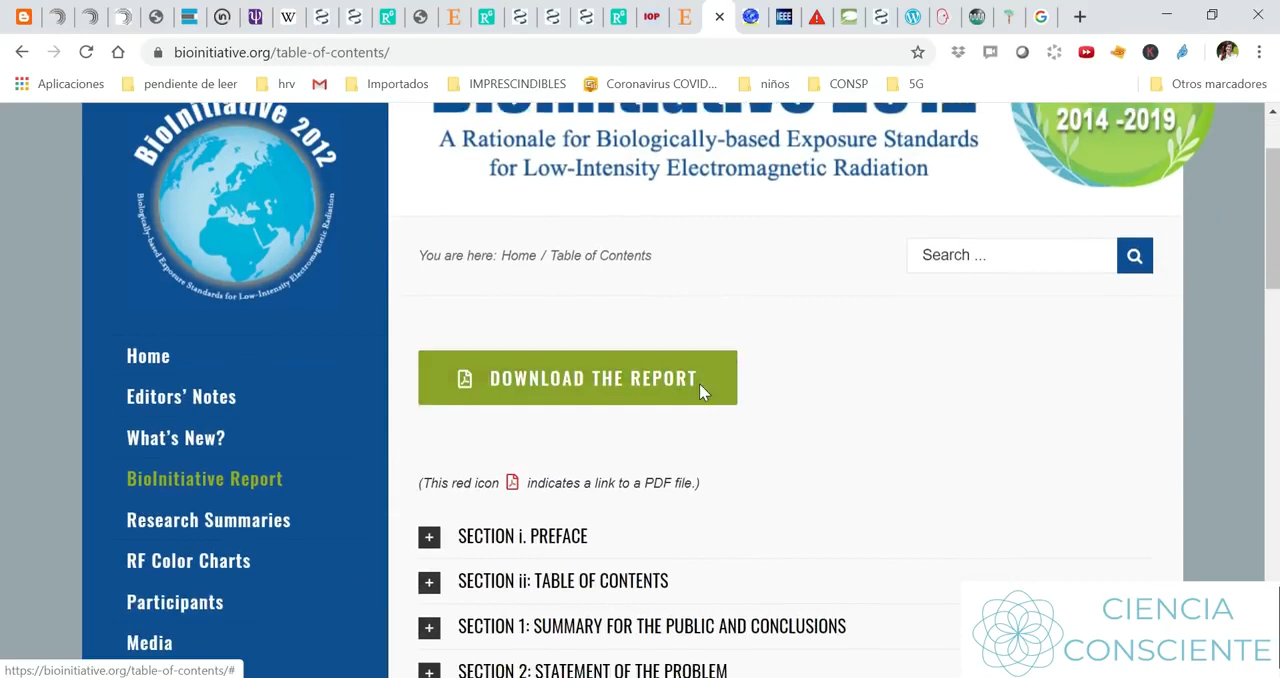 IOP
IEEE
bioinitiative.org/table-of-contents/
Aplicaciones
pendiente de leer
hrv
Importados
IMPRESCINDIBLES
Coronavirus COVID...
niños
CONSP
5G
Otros marcadores
BioInitiative 2012
Biologically-based Exposure Standards for Low-Intensity Electromagnetic Radiation
BioInitiative 2012
A Rationale for Biologically-based Exposure Standards
for Low-Intensity Electromagnetic Radiation
2014 -2019
You are here: Home / Table of Contents
Search ...
Home
Editors’ Notes
What’s New?
BioInitiative Report
Research Summaries
RF Color Charts
Participants
Media
DOWNLOAD THE REPORT
(This red icon indicates a link to a PDF file.)
SECTION i. PREFACE
SECTION ii: TABLE OF CONTENTS
SECTION 1: SUMMARY FOR THE PUBLIC AND CONCLUSIONS
SECTION 2: STATEMENT OF THE PROBLEM
https://bioinitiative.org/table-of-contents/#
CIENCIA
CONSCIENTE